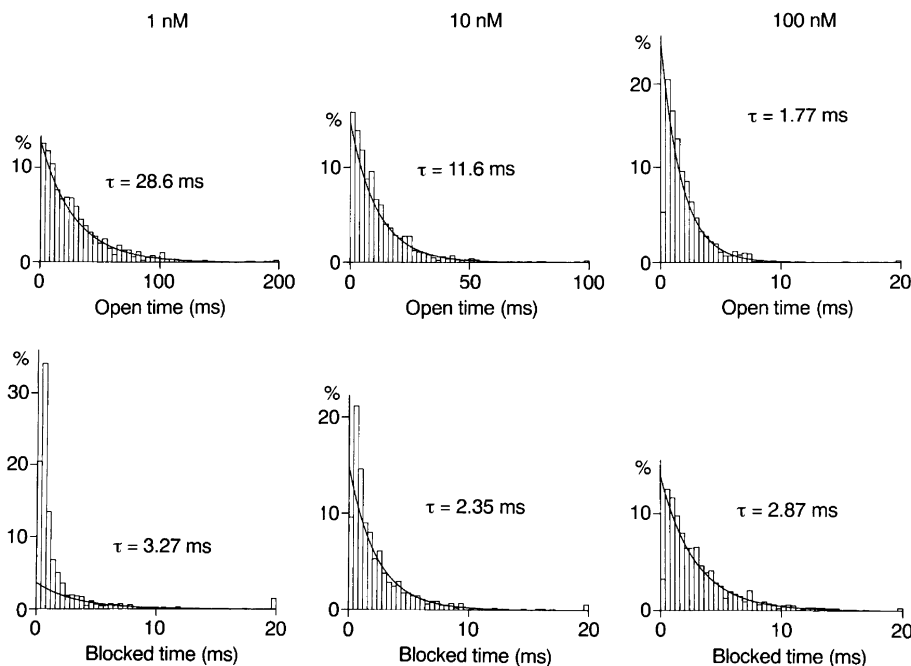 1 nM
10 nM
100 nM
%
10
0
τ = 28.6 ms
0 100 200
Open time (ms)
%
10
0
τ = 11.6 ms
0 50 100
Open time (ms)
%
20
10
0
τ = 1.77 ms
0 10 20
Open time (ms)
%
30
20
10
0
τ = 3.27 ms
0 10 20
Blocked time (ms)
%
20
10
0
τ = 2.35 ms
0 10 20
Blocked time (ms)
%
10
0
τ = 2.87 ms
0 10 20
Blocked time (ms)